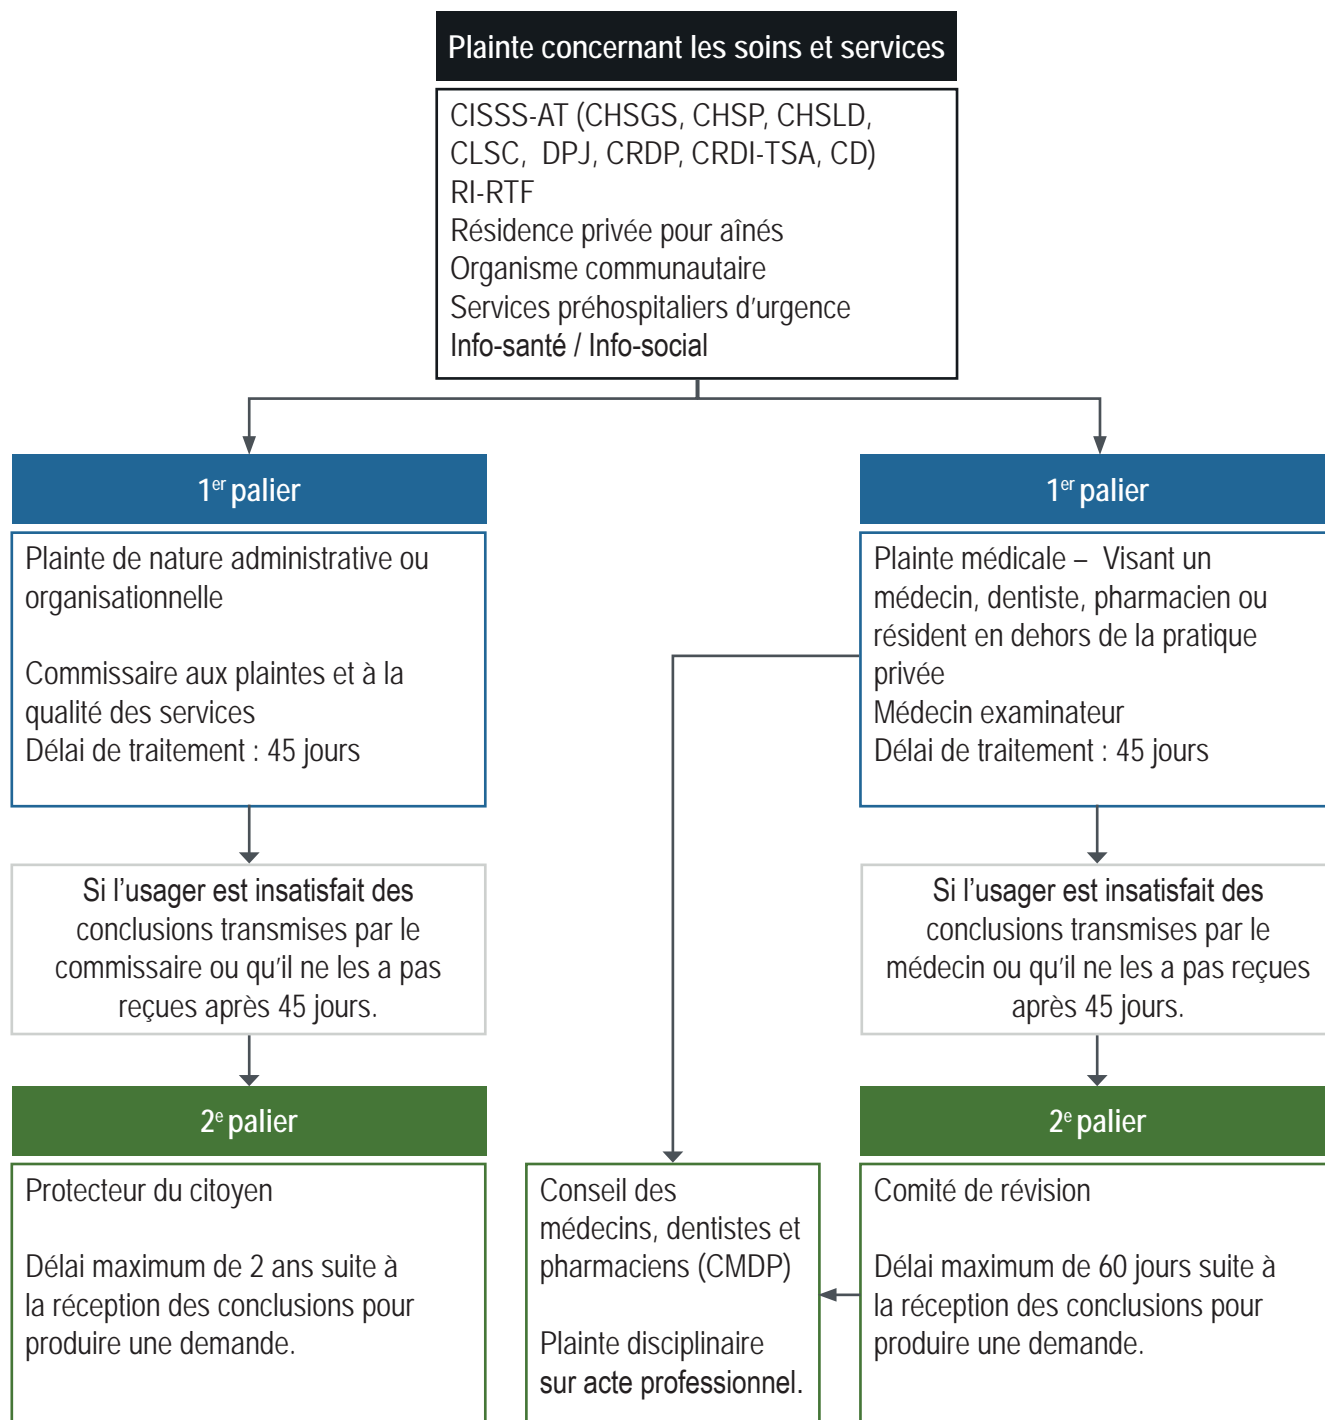 Plainte concernant les soins et services
CISSS-AT (CHSGS, CHSP, CHSLD,
CLSC, DPJ, CRDP, CRDI-TSA, CD)
RI-RTF
Résidence privée pour aînés
Organisme communautaire
Services préhospitaliers d'urgence
Info-santé / Info-social
1er palier
Plainte de nature administrative ou
organisationnelle
Commissaire aux plaintes et à la
qualité des services
Délai de traitement : 45 jours
Si l'usager est insatisfait des
conclusions transmises par le
commissaire ou qu'il ne les a pas
reçues après 45 jours.
2e palier
Protecteur du citoyen
Délai maximum de 2 ans suite à
la réception des conclusions pour
produire une demande.
1er palier
Plainte médicale – Visant un
médecin, dentiste, pharmacien ou
résident en dehors de la pratique
privée
Médecin examinateur
Délai de traitement : 45 jours
Si l'usager est insatisfait des
conclusions transmises par le
médecin ou qu'il ne les a pas reçues
après 45 jours.
2e palier
Comité de révision
Délai maximum de 60 jours suite à
la réception des conclusions pour
produire une demande.
Conseil des
médecins, dentistes et
pharmaciens (CMDP)
Plainte disciplinaire
sur acte professionnel.